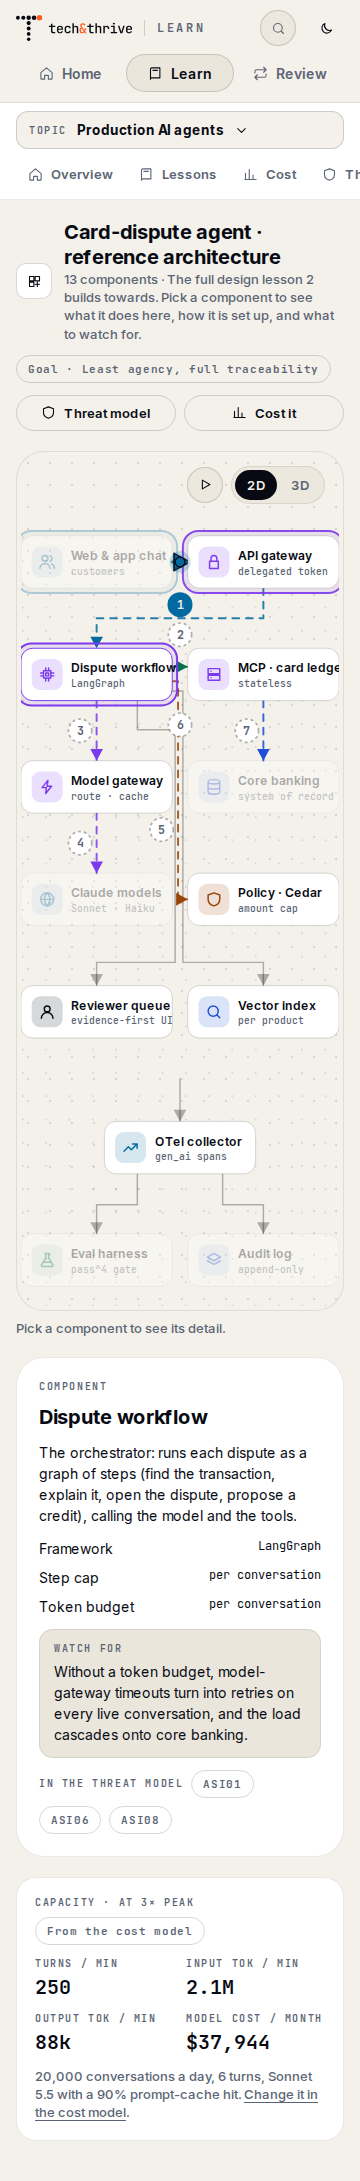 tech&thrive LEARN
Home Learn Review
TOPIC Production AI agents
Overview Lessons Cost Th
Card-dispute agent ·
reference architecture
13 components · The full design lesson 2
builds towards. Pick a component to see
what it does here, how it is set up, and what
to watch for.
Goal · Least agency, full traceability
Threat model Cost it
2D 3D
Web & app chat API gateway
customers delegated token
1
2
Dispute workflow MCP · card ledge
LangGraph stateless
6
3 7
Model gateway Core banking
route · cache system of record
5
4
Claude models Policy · Cedar
Sonnet · Haiku amount cap
Reviewer queue Vector index
evidence-first UI per product
OTel collector
gen_ai spans
Eval harness Audit log
pass^4 gate append-only
Pick a component to see its detail.
COMPONENT
Dispute workflow
The orchestrator: runs each dispute as a
graph of steps (find the transaction,
explain it, open the dispute, propose a
credit), calling the model and the tools.
Framework LangGraph
Step cap per conversation
Token budget per conversation
WATCH FOR
Without a token budget, model-
gateway timeouts turn into retries on
every live conversation, and the load
cascades onto core banking.
IN THE THREAT MODEL ASI01
ASI06 ASI08
CAPACITY · AT 3× PEAK
From the cost model
TURNS / MIN INPUT TOK / MIN
250 2.1M
OUTPUT TOK / MIN MODEL COST / MONTH
88k $37,944
20,000 conversations a day, 6 turns, Sonnet
5.5 with a 90% prompt-cache hit. Change it in
the cost model.